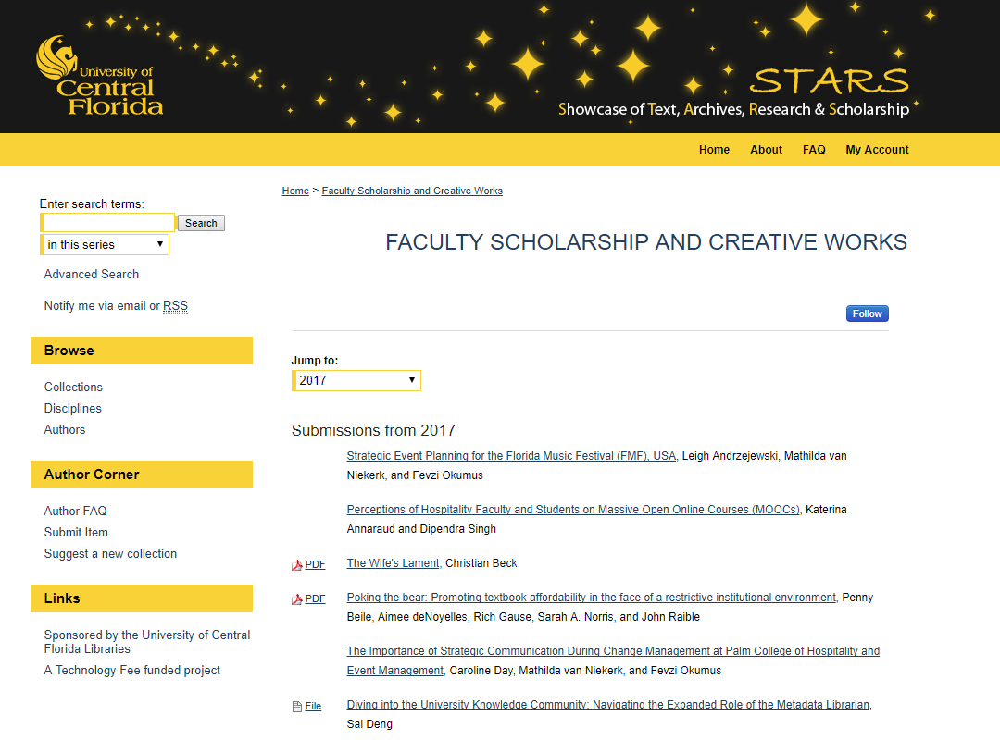 University of
Central
Florida
STARS
Showcase of Text, Archives, Research & Scholarship
Home About FAQ My Account
Enter search terms:
Search
in this series
Advanced Search
Notify me via email or RSS
Browse
Collections
Disciplines
Authors
Author Corner
Author FAQ
Submit Item
Suggest a new collection
Links
Sponsored by the University of Central
Florida Libraries
A Technology Fee funded project
Home > Faculty Scholarship and Creative Works
FACULTY SCHOLARSHIP AND CREATIVE WORKS
Follow
Jump to:
2017
Submissions from 2017
Strategic Event Planning for the Florida Music Festival (FMF), USA, Leigh Andrzejewski, Mathilda van
Niekerk, and Fevzi Okumus
Perceptions of Hospitality Faculty and Students on Massive Open Online Courses (MOOCs), Katerina
Annaraud and Dipendra Singh
PDF The Wife's Lament, Christian Beck
PDF Poking the bear: Promoting textbook affordability in the face of a restrictive institutional environment, Penny
Beile, Aimee deNoyelles, Rich Gause, Sarah A. Norris, and John Raible
The Importance of Strategic Communication During Change Management at Palm College of Hospitality and
Event Management, Caroline Day, Mathilda van Niekerk, and Fevzi Okumus
File Diving into the University Knowledge Community: Navigating the Expanded Role of the Metadata Librarian,
Sai Deng